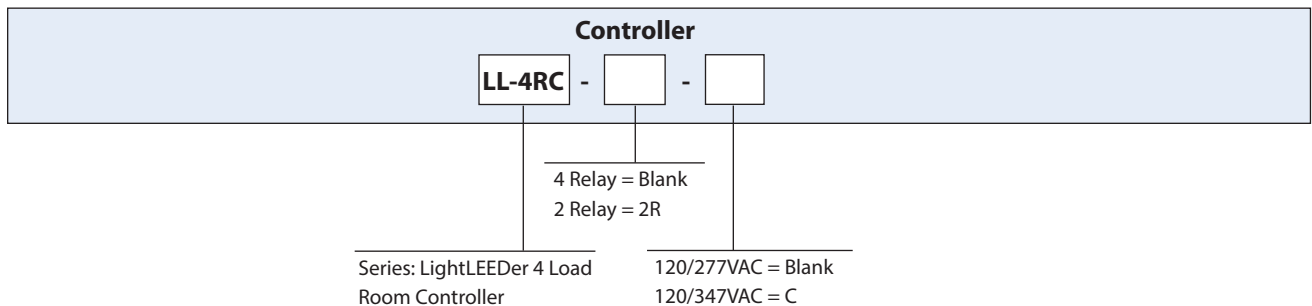 Controller
LL-4RC - -
4 Relay = Blank
2 Relay = 2R
Series: LightLEEDer 4 Load
Room Controller
120/277VAC = Blank
120/347VAC = C